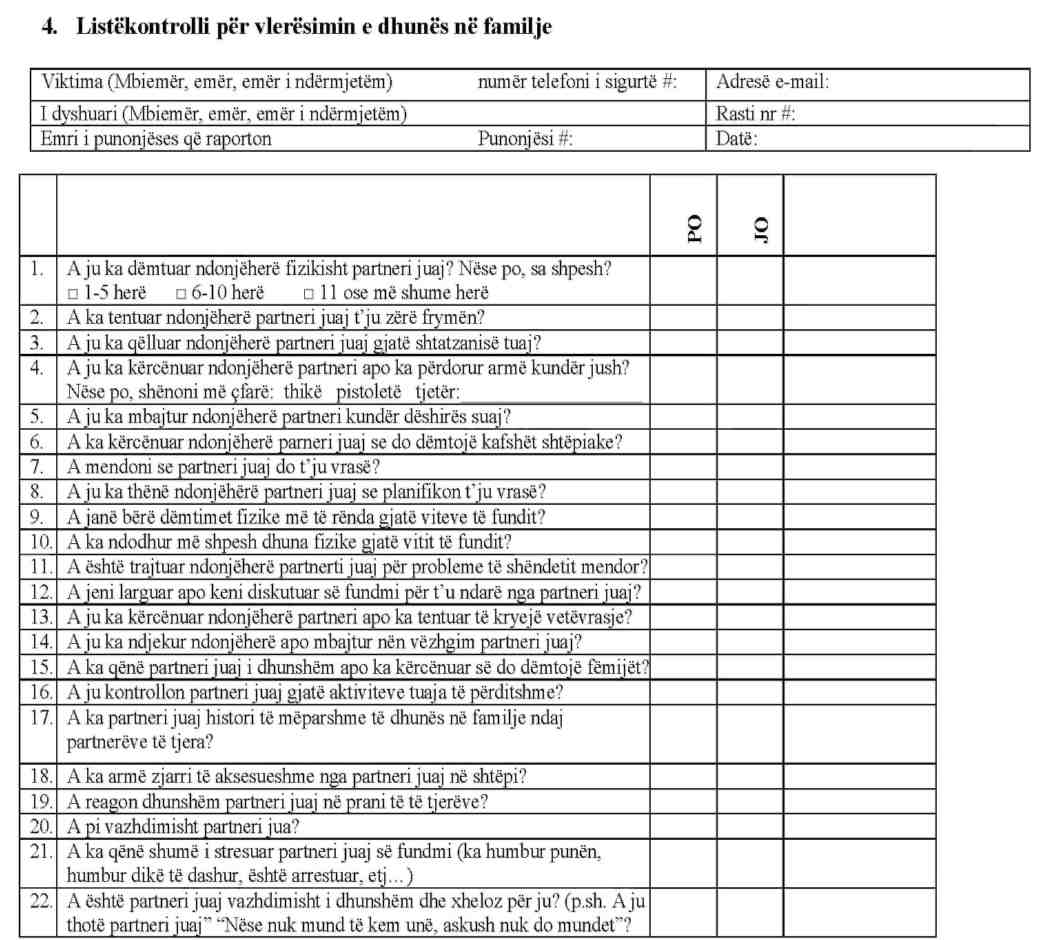 4. Listëkontrolli për vlerësimin e dhunës në familje
Viktima (Mbiemër, emër, emër i ndërmjetëm) numër telefoni i sigurtë #: Adresë e-mail:
I dyshuari (Mbiemër, emër, emër i ndërmjetëm) Rasti nr #:
Emri i punonjëses që raporton Punonjësi #: Datë:
PO JO
1. A ju ka dëmtuar ndonjëherë fizikisht partneri juaj? Nëse po, sa shpesh?
□ 1-5 herë □ 6-10 herë □ 11 ose më shume herë
2. A ka tentuar ndonjëherë partneri juaj t’ju zërë frymën?
3. A ju ka qëlluar ndonjëherë partneri juaj gjatë shtatzanisë tuaj?
4. A ju ka kërcënuar ndonjëherë partneri apo ka përdorur armë kundër jush?
Nëse po, shënoni më çfarë: thikë pistoletë tjetër:____________________
5. A ju ka mbajtur ndonjëherë partneri kundër dëshirës suaj?
6. A ka kërcënuar ndonjëherë parneri juaj se do dëmtojë kafshët shtëpiake?
7. A mendoni se partneri juaj do t’ju vrasë?
8. A ju ka thënë ndonjëhërë partneri juaj se planifikon t’ju vrasë?
9. A janë bërë dëmtimet fizike më të rënda gjatë viteve të fundit?
10. A ka ndodhur më shpesh dhuna fizike gjatë vitit të fundit?
11. A është trajtuar ndonjëherë partnerti juaj për probleme të shëndetit mendor?
12. A jeni larguar apo keni diskutuar së fundmi për t’u ndarë nga partneri juaj?
13. A ju ka kërcënuar ndonjëherë partneri apo ka tentuar të kryejë vetëvrasje?
14. A ju ka ndjekur ndonjëherë apo mbajtur nën vëzhgim partneri juaj?
15. A ka qënë partneri juaj i dhunshëm apo ka kërcënuar së do dëmtojë fëmijët?
16. A ju kontrollon partneri juaj gjatë aktiviteve tuaja të përditshme?
17. A ka partneri juaj histori të mëparshme të dhunës në familje ndaj
partnerëve të tjera?
18. A ka armë zjarri të aksesueshme nga partneri juaj në shtëpi?
19. A reagon dhunshëm partneri juaj në prani të të tjerëve?
20. A pi vazhdimisht partneri jua?
21. A ka qënë shumë i stresuar partneri juaj së fundmi (ka humbur punën,
humbur dikë të dashur, është arrestuar, etj…)
22. A është partneri juaj vazhdimisht i dhunshëm dhe xheloz për ju? (p.sh. A ju
thotë partneri juaj” “Nëse nuk mund të kem unë, askush nuk do mundet”?